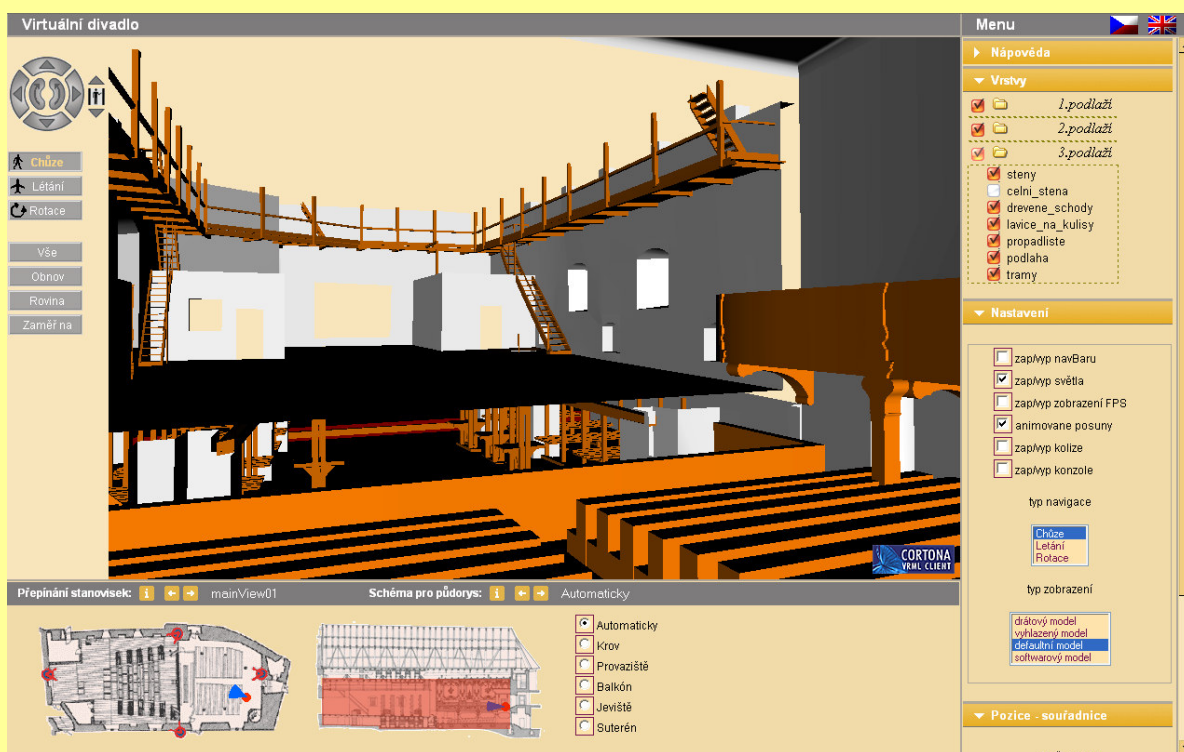 Virtuální divadlo
Chůze
Létání
Rotace
Vše
Obnov
Rovina
Zaměř na
CORTONA
VRML CLIENT
Menu
Nápověda
Vrstvy
1.podlaží
2.podlaží
3.podlaží
steny
celni_stena
drevene_schody
lavice_na_kulisy
propadliste
podlaha
tramy
Nastavení
zap/vyp navBaru
zap/vyp světla
zap/vyp zobrazení FPS
animovane posuny
zap/vyp kolize
zap/vyp konzole
typ navigace
Chůze
Letání
Rotace
typ zobrazení
drátový model
vyhlazený model
defaultní model
softwarový model
Pozice - souřadnice
Přepínání stanovisek: i mainView01 Schéma pro půdorys: i Automaticky
Automaticky
Krov
Provaziště
Balkón
Jeviště
Suterén